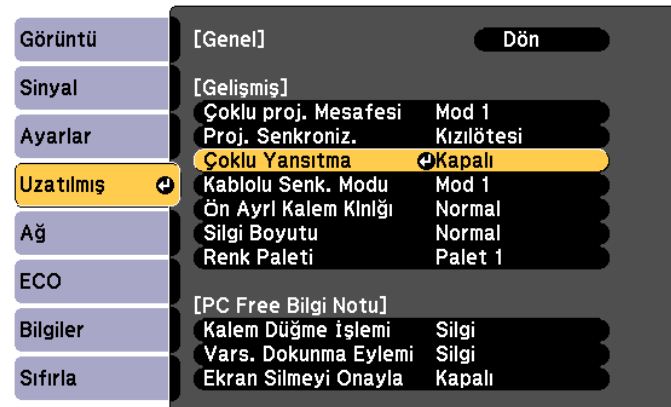 Görüntü
Sinyal
Ayarlar
Uzatılmış
Ağ
ECO
Bilgiler
Sıfırla
[Genel] Dön
[Gelişmiş]
Çoklu proj. Mesafesi Mod 1
Proj. Senkroniz. Kızılötesi
Çoklu Yansıtma Kapalı
Kablolu Senk. Modu Mod 1
Ön Ayrl Kalem Klnlğı Normal
Silgi Boyutu Normal
Renk Paleti Palet 1
[PC Free Bilgi Notu]
Kalem Düğme İşlemi Silgi
Vars. Dokunma Eylemi Silgi
Ekran Silmeyi Onayla Kapalı